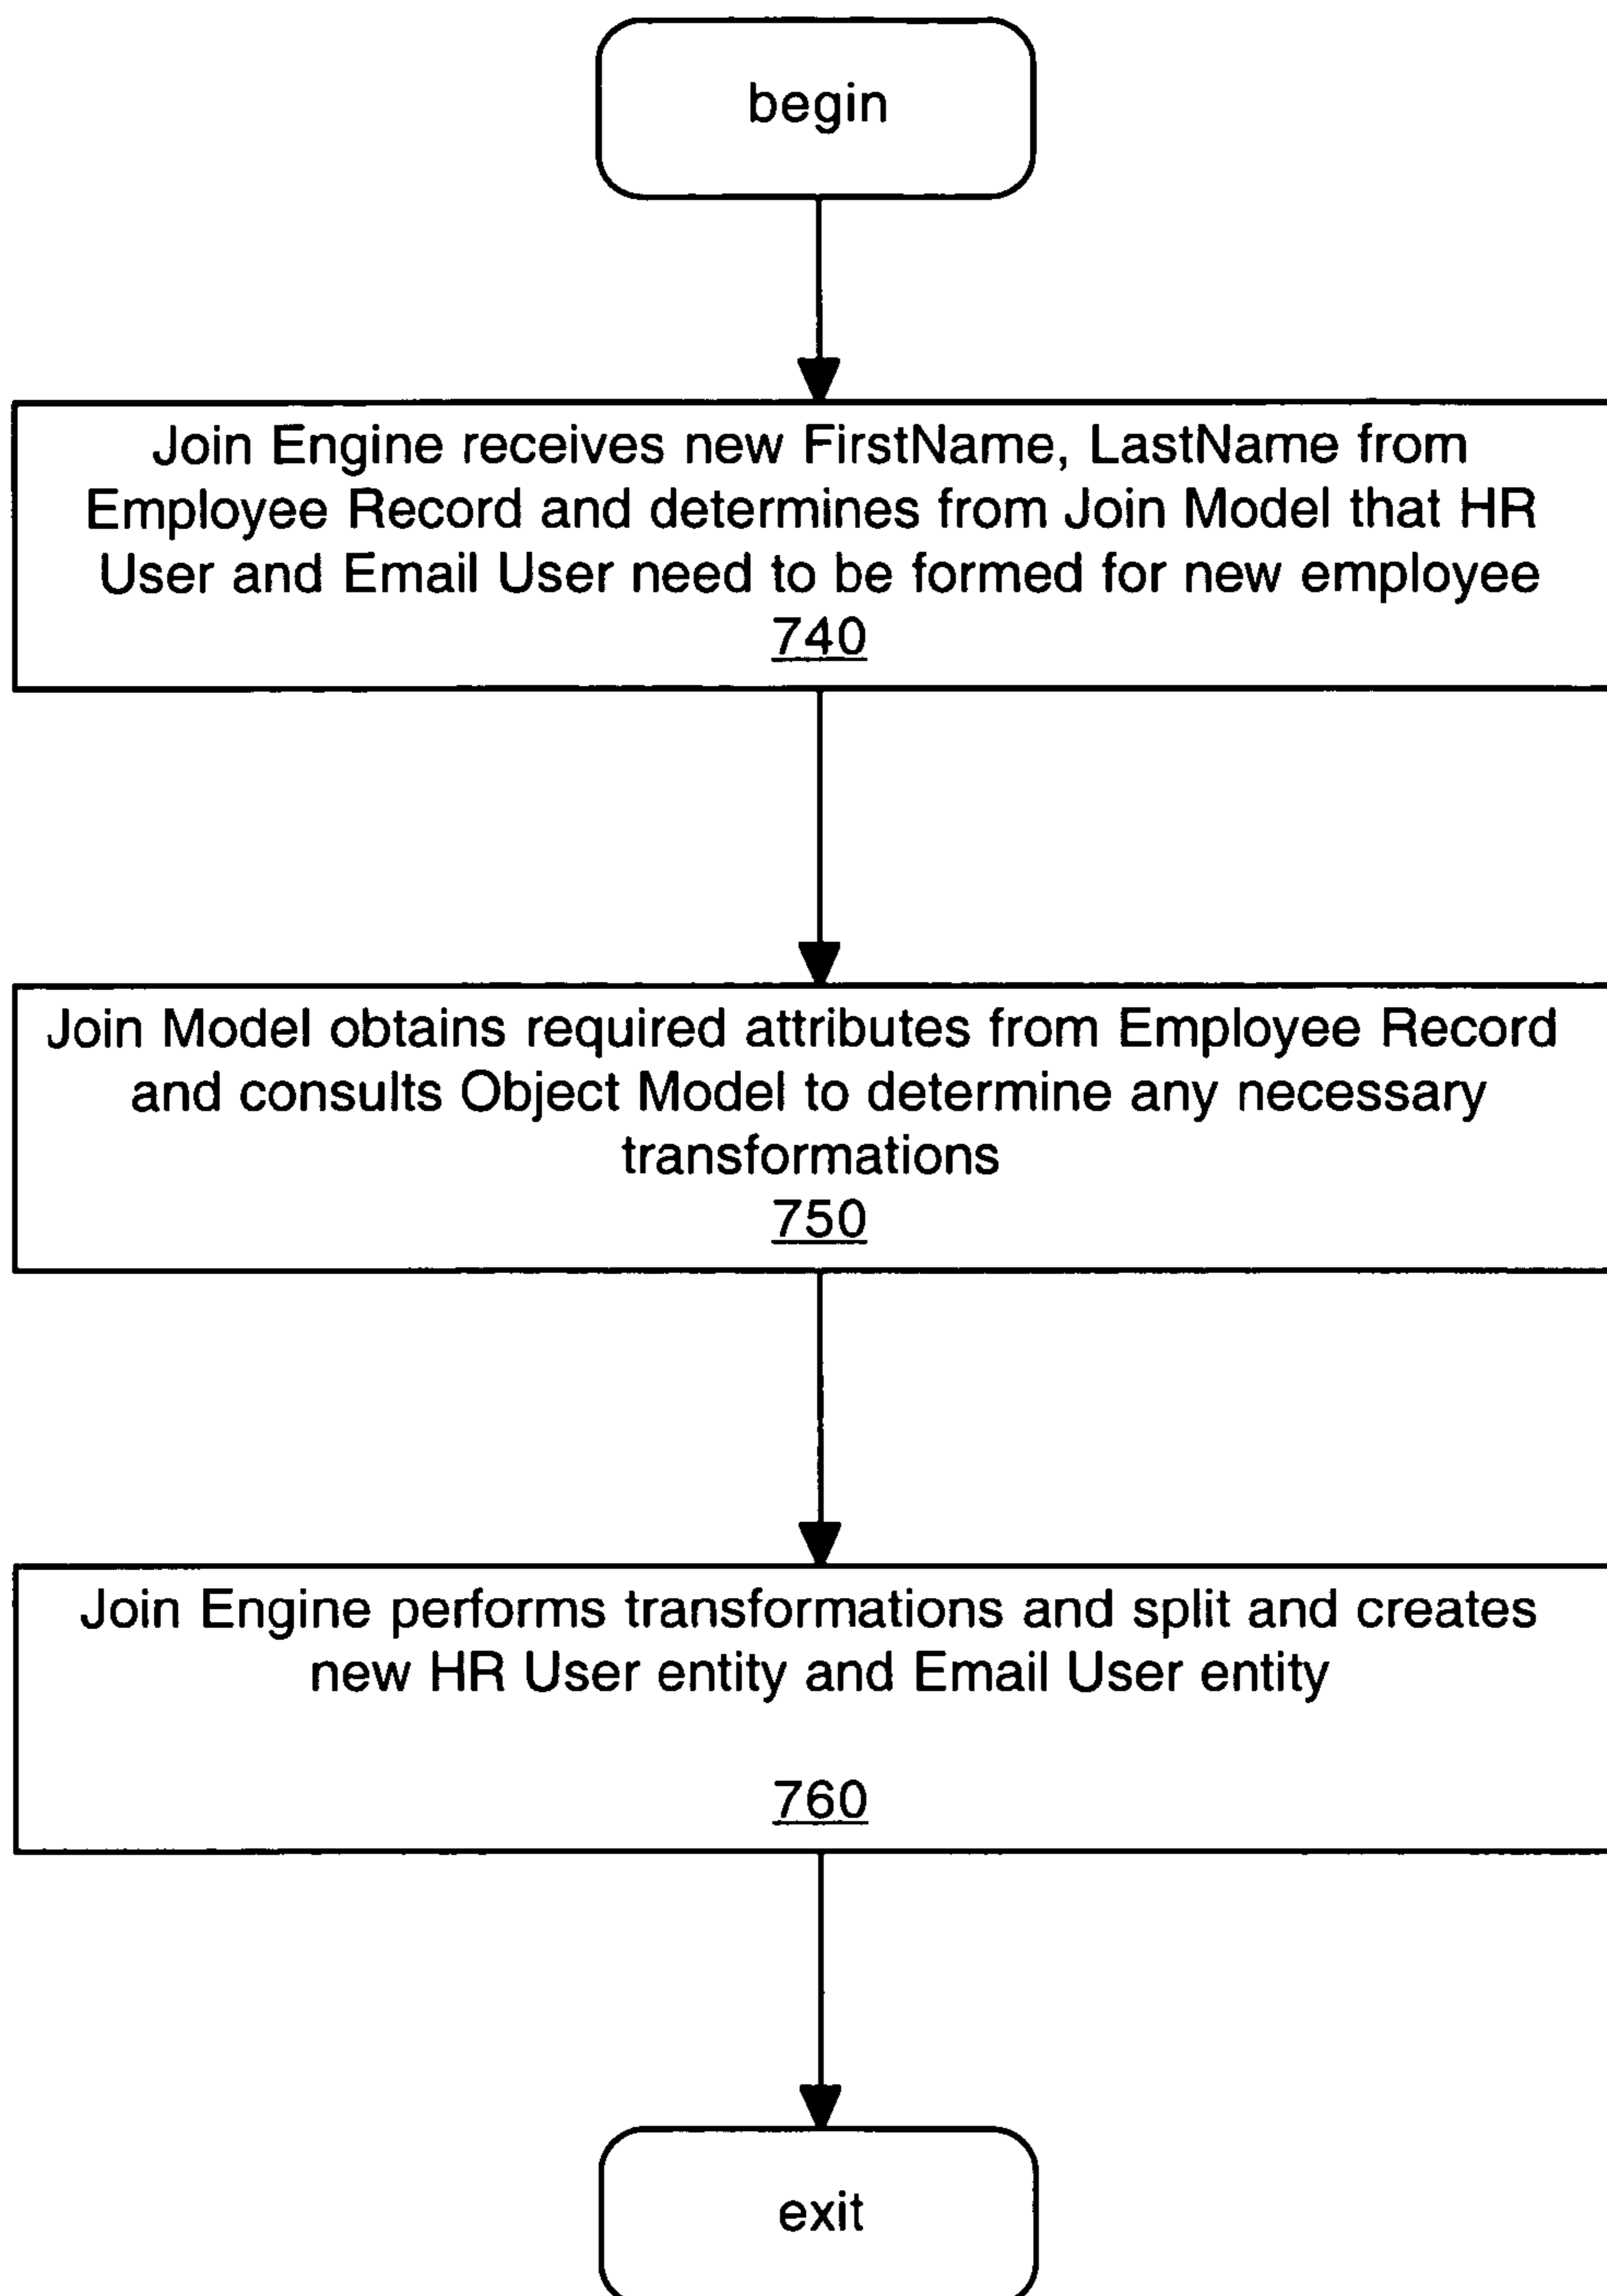 begin
Join Engine receives new FirstName, LastName from
Employee Record and determines from Join Model that HR
User and Email User need to be formed for new employee
740
Join Model obtains required attributes from Employee Record
and consults Object Model to determine any necessary
transformations
750
Join Engine performs transformations and split and creates
new HR User entity and Email User entity
760
exit